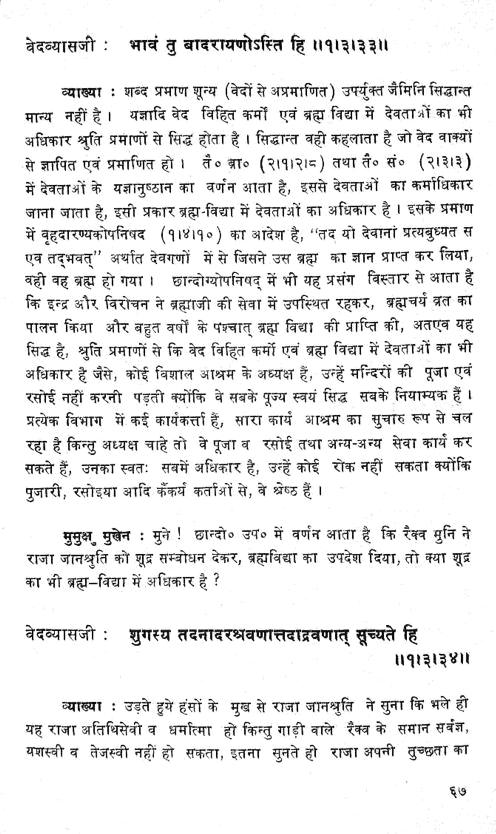 वेदव्यासजी : भावं तु बादरायणोऽस्ति हि ॥१।३।३३॥
व्याख्या : शब्द प्रमाण शून्य (वेदों से अप्रमाणित) उपर्युक्त जैमिनि सिद्धान्त
मान्य नहीं है । यज्ञादि वेद विहित कर्मों एवं ब्रह्म विद्या में देवताओं का भी
अधिकार श्रुति प्रमाणों से सिद्ध होता है । सिद्धान्त वही कहलाता है जो वेद वाक्यों
से ज्ञापित एवं प्रमाणित हो । तै० ब्रा० (२।१।२।८) तथा तै० सं० (२।३।३)
में देवताओं के यज्ञानुष्ठान का वर्णन आता है, इससे देवताओं का कर्माधिकार
जाना जाता है, इसी प्रकार ब्रह्म-विद्या में देवताओं का अधिकार है । इसके प्रमाण
में वृहदारण्यकोपनिषद (१।४।१०) का आदेश है, "तद यो देवानां प्रत्यबुध्यत स
एव तद्भवत्" अर्थात देवगणों में से जिसने उस ब्रह्म का ज्ञान प्राप्त कर लिया,
वही वह ब्रह्म हो गया । छान्दोग्योपनिषद् में भी यह प्रसंग विस्तार से आता है
कि इन्द्र और विरोचन ने ब्रह्माजी की सेवा में उपस्थित रहकर, ब्रह्मचर्य व्रत का
पालन किया और बहुत वर्षों के पश्चात् ब्रह्म विद्या की प्राप्ति की, अतएव यह
सिद्ध है, श्रुति प्रमाणों से कि वेद विहित कर्मो एवं ब्रह्म विद्या में देवताओं का भी
अधिकार है जैसे, कोई विशाल आश्रम के अध्यक्ष हैं, उन्हें मन्दिरों की पूजा एवं
रसोई नहीं करनी पड़ती क्योंकि वे सबके पूज्य स्वयं सिद्ध सबके नियामक हैं ।
प्रत्येक विभाग में कई कार्यकर्त्ता हैं, सारा कार्य आश्रम का सुचारु रूप से चल
रहा है किन्तु अध्यक्ष चाहे तो वे पूजा व रसोई तथा अन्य-अन्य सेवा कार्य कर
सकते हैं, उनका स्वतः सबमें अधिकार है, उन्हें कोई रोक नहीं सकता क्योंकि
पुजारी, रसोइया आदि कैंकर्य कर्ताओं से, वे श्रेष्ठ हैं ।
मुमुक्षु मुखेन : मुने ! छान्दो० उप० में वर्णन आता है कि रैक्व मुनि ने
राजा जानश्रुति को शूद्र सम्बोधन देकर, ब्रह्मविद्या का उपदेश दिया, तो क्या शूद्र
का भी ब्रह्म–विद्या में अधिकार है ?
वेदव्यासजी : शुगस्य तदनादरश्रवणात्तदाद्रवणात् सूच्यते हि
॥१।३।३४॥
व्याख्या : उड़ते हुये हंसों के मुख से राजा जानश्रुति ने सुना कि भले ही
यह राजा अतिथिसेवी व धर्मात्मा हो किन्तु गाड़ी वाले रैक्व के समान सर्वज्ञ,
यशस्वी व तेजस्वी नहीं हो सकता, इतना सुनते ही राजा अपनी तुच्छता का
६७